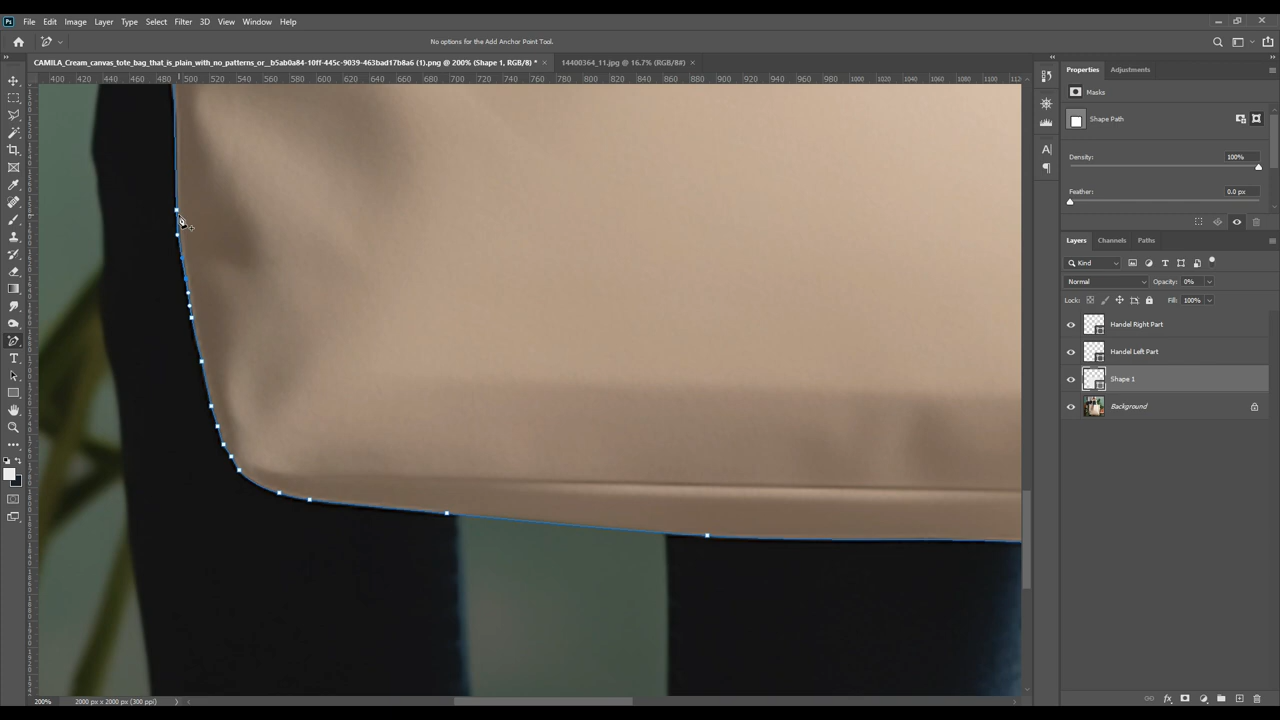 Ps File Edit Image Layer Type Select Filter 3D View Window Help
No options for the Add Anchor Point Tool.
CAMILA_Cream_canvas_tote_bag_that_is_plain_with_no_patterns_or_b5ab0a84-10ff-445c-9039-463bad17b8a6 (1).png @ 200% (Shape 1, RGB/8) * × 14400364_11.jpg @ 16.7% (RGB/8#) ×
400 420 440 460 480 500 520 540 560 580 600 620 640 660 680 700 720 740 760 780 800 820 840 860 880 900 920 940 960 980 1000 1020 1040 1060 1080 1100
Properties Adjustments
Masks
Shape Path
Density: 100%
Feather: 0.0 px
Layers Channels Paths
Kind
Normal Opacity: 0%
Lock: Fill: 100%
Handel Right Part
Handel Left Part
Shape 1
Background
200% 2000 px x 2000 px (300 ppi)